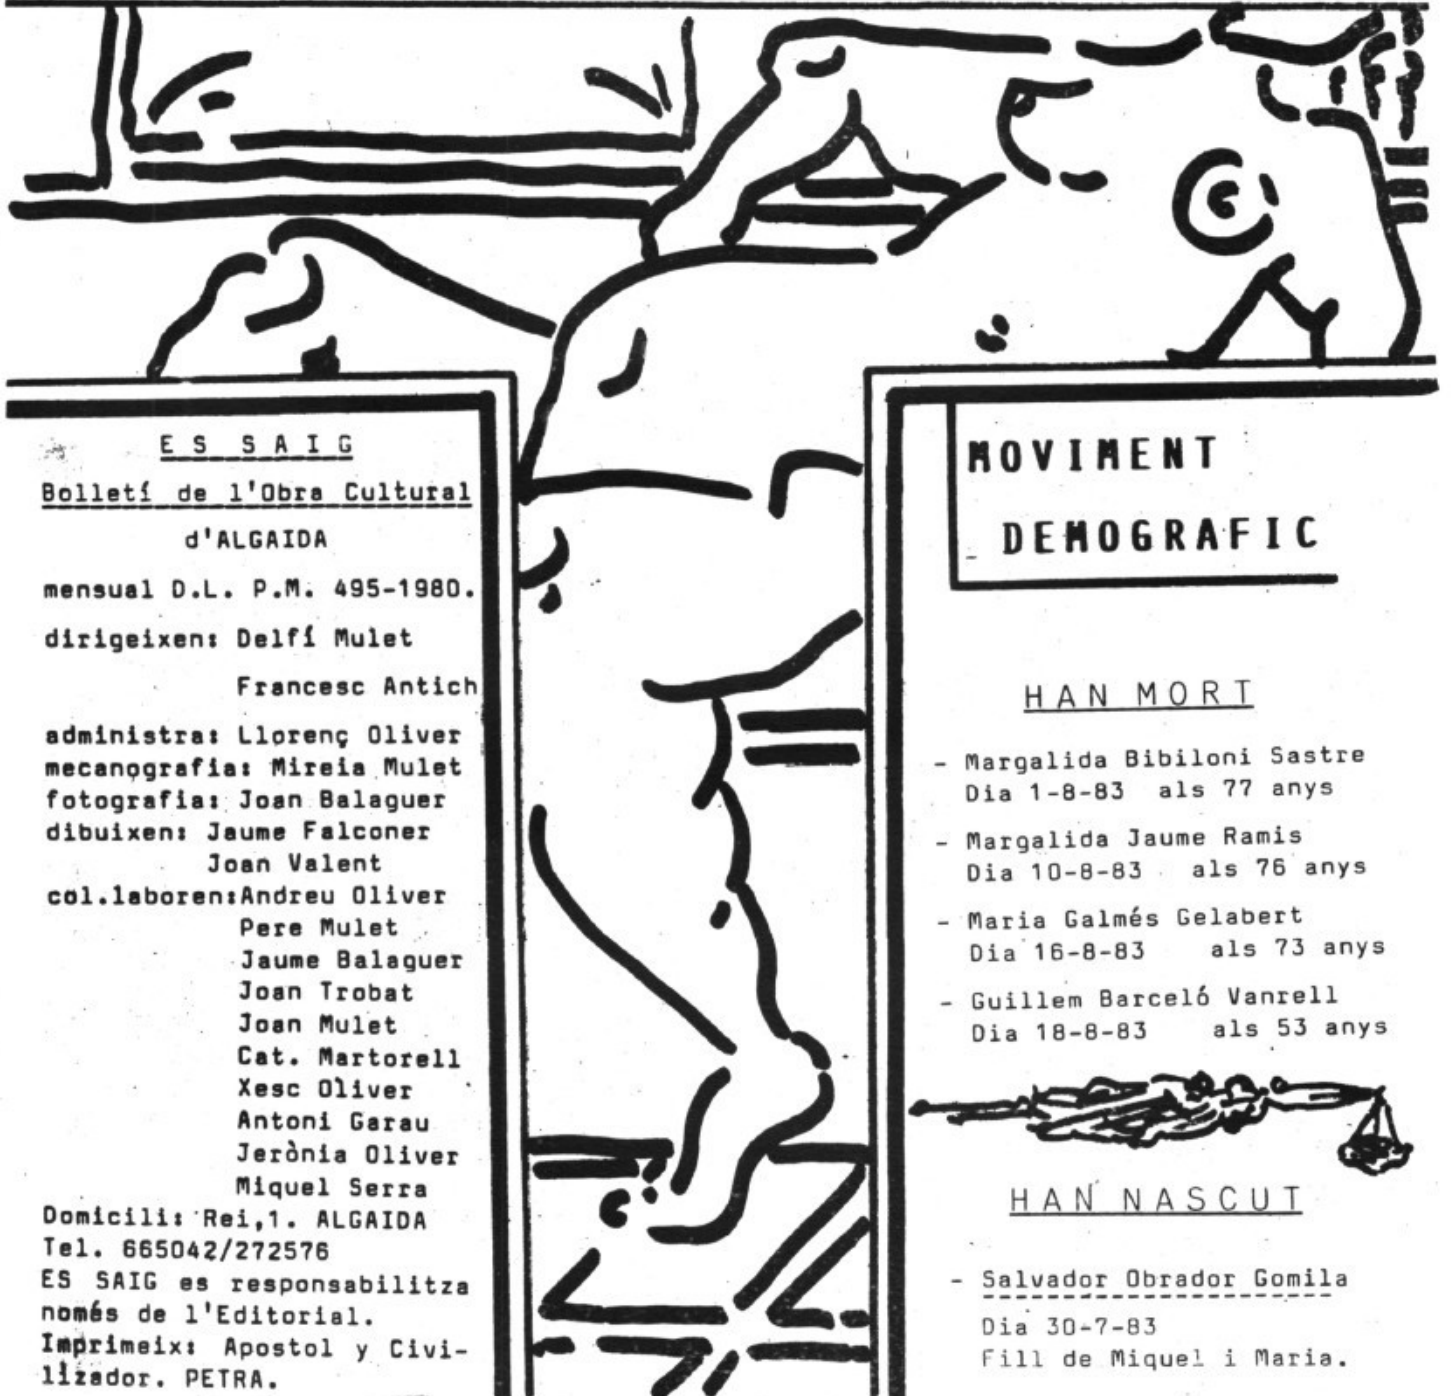 ES SAIG
Bolletí de l'Obra Cultural
d'ALGAIDA
mensual D.L. P.M. 495-1980.
dirigeixen: Delfí Mulet
Francesc Antich
administra: Llorenç Oliver
mecanografia: Mireia Mulet
fotografia: Joan Balaguer
dibuixen: Jaume Falconer
Joan Valent
col.laboren:Andreu Oliver
Pere Mulet
Jaume Balaguer
Joan Trobat
Joan Mulet
Cat. Martorell
Xesc Oliver
Antoni Garau
Jerònia Oliver
Miquel Serra
Domicili: Rei,1. ALGAIDA
Tel. 665042/272576
ES SAIG es responsabilitza
només de l'Editorial.
Imprimeix: Apostol y Civi-
lizador. PETRA.
MOVIMENT
DEMOGRAFIC
HAN MORT
- Margalida Bibiloni Sastre
Dia 1-8-83 als 77 anys
- Margalida Jaume Ramis
Dia 10-8-83 als 76 anys
- Maria Galmés Gelabert
Dia 16-8-83 als 73 anys
- Guillem Barceló Vanrell
Dia 18-8-83 als 53 anys
HAN NASCUT
- Salvador Obrador Gomila
Dia 30-7-83
Fill de Miquel i Maria.